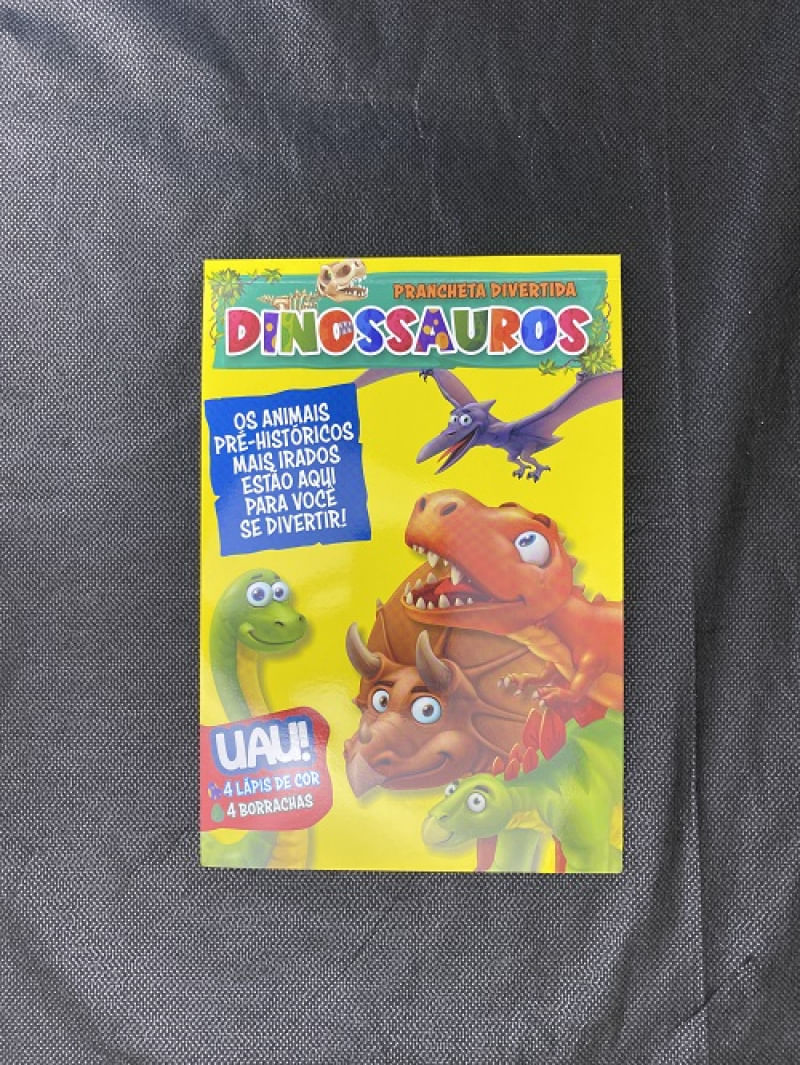 PRANCHETA DIVERTIDA
DINOSSAUROS
OS ANIMAIS
PRÉ-HISTÓRICOS
MAIS IRADOS
ESTÃO AQUI
PARA VOCÊ
SE DIVERTIR!
UAU!
4 LÁPIS DE COR
4 BORRACHAS